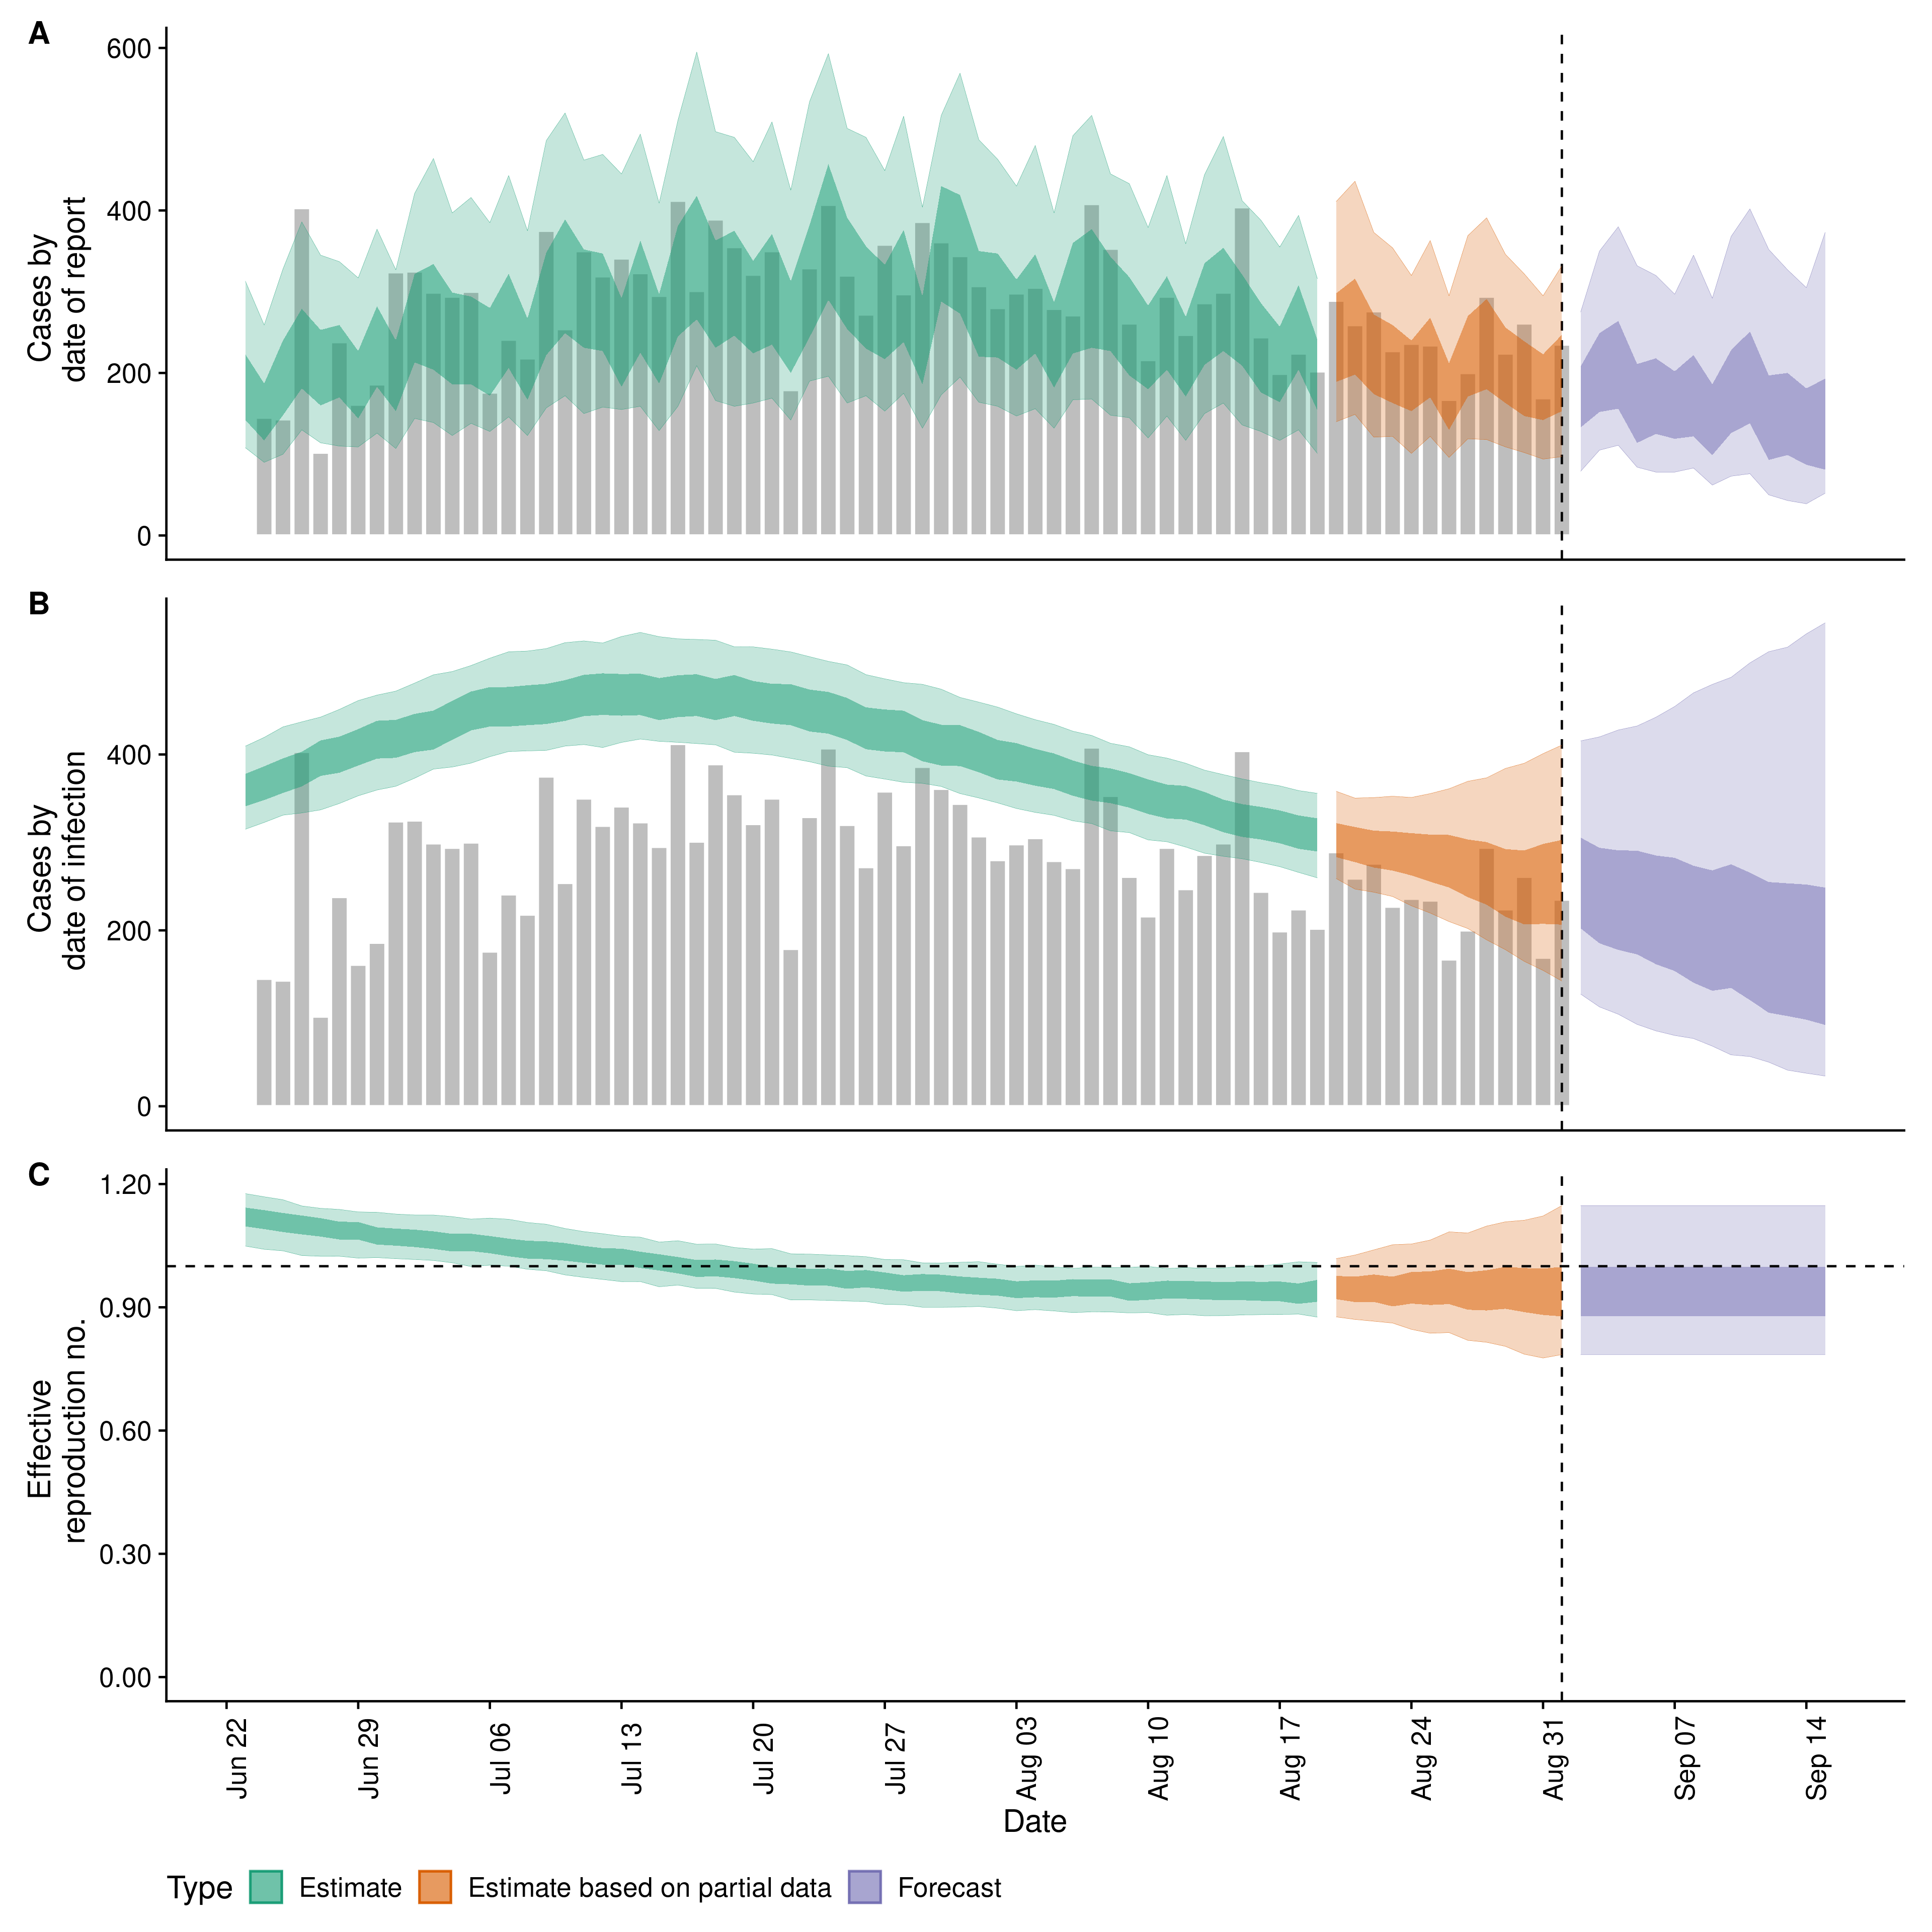 A
Cases by
date of report
600
400
200
0
B
Cases by
date of infection
400
200
0
C
Effective
reproduction no.
1.20
0.90
0.60
0.30
0.00
Jun 22
Jun 29
Jul 06
Jul 13
Jul 20
Jul 27
Aug 03
Aug 10
Aug 17
Aug 24
Aug 31
Sep 07
Sep 14
Date
Type Estimate Estimate based on partial data Forecast